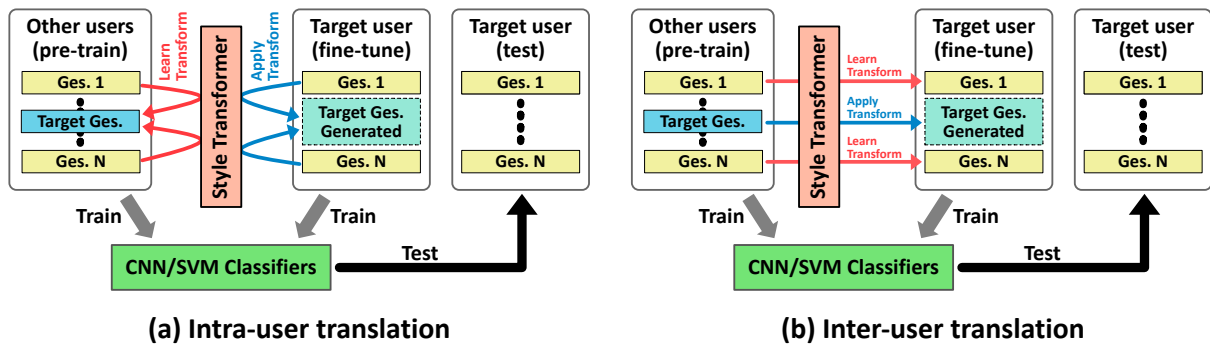 Other users
(pre-train)
Ges. 1
Target Ges.
Ges. N
Learn
Transform
Style Transformer
Apply
Transform
Target user
(fine-tune)
Ges. 1
Target Ges.
Generated
Ges. N
Target user
(test)
Ges. 1
Ges. N
Train
Train
CNN/SVM Classifiers
Test
(a) Intra-user translation
Other users
(pre-train)
Ges. 1
Target Ges.
Ges. N
Style Transformer
Learn
Transform
Apply
Transform
Learn
Transform
Target user
(fine-tune)
Ges. 1
Target Ges.
Generated
Ges. N
Target user
(test)
Ges. 1
Ges. N
Train
Train
CNN/SVM Classifiers
Test
(b) Inter-user translation